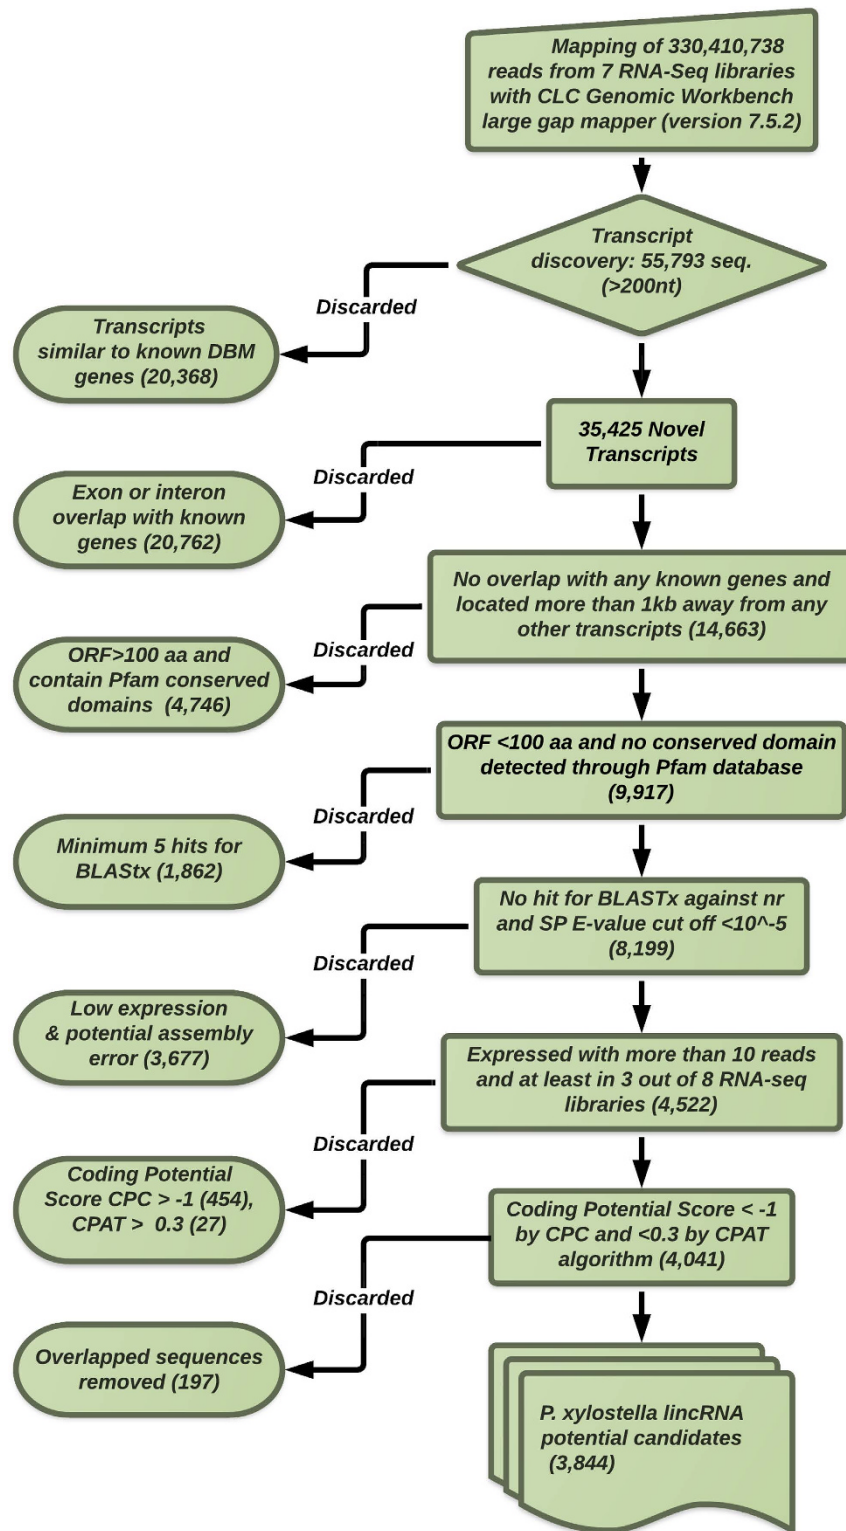 Mapping of 330,410,738
reads from 7 RNA-Seq libraries
with CLC Genomic Workbench
large gap mapper (version 7.5.2)
Transcript
discovery: 55,793 seq.
(>200nt)
Discarded
Transcripts
similar to known DBM
genes (20,368)
35,425 Novel
Transcripts
Discarded
Exon or interon
overlap with known
genes (20,762)
No overlap with any known genes and
located more than 1kb away from any
other transcripts (14,663)
Discarded
ORF>100 aa and
contain Pfam conserved
domains (4,746)
ORF <100 aa and no conserved domain
detected through Pfam database
(9,917)
Discarded
Minimum 5 hits for
BLAStx (1,862)
No hit for BLASTx against nr
and SP E-value cut off <10^-5
(8,199)
Discarded
Low expression
& potential assembly
error (3,677)
Expressed with more than 10 reads
and at least in 3 out of 8 RNA-seq
libraries (4,522)
Discarded
Coding Potential
Score CPC > -1 (454),
CPAT > 0.3 (27)
Coding Potential Score < -1
by CPC and <0.3 by CPAT
algorithm (4,041)
Discarded
Overlapped sequences
removed (197)
P. xylostella lincRNA
potential candidates
(3,844)